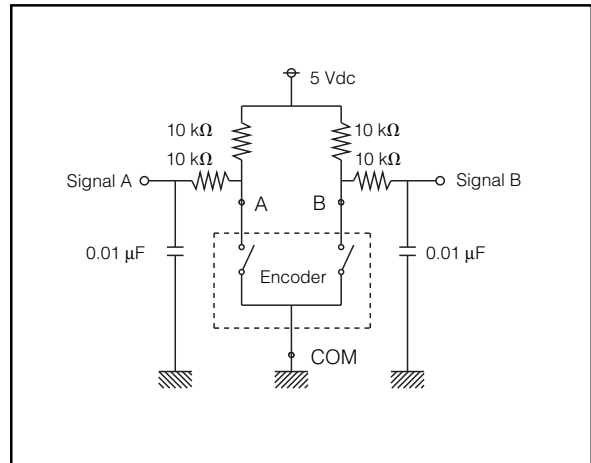 5 Vdc
10 kΩ 10 kΩ
10 kΩ 10 kΩ
Signal A Signal B
A B
0.01 µF Encoder 0.01 µF
COM